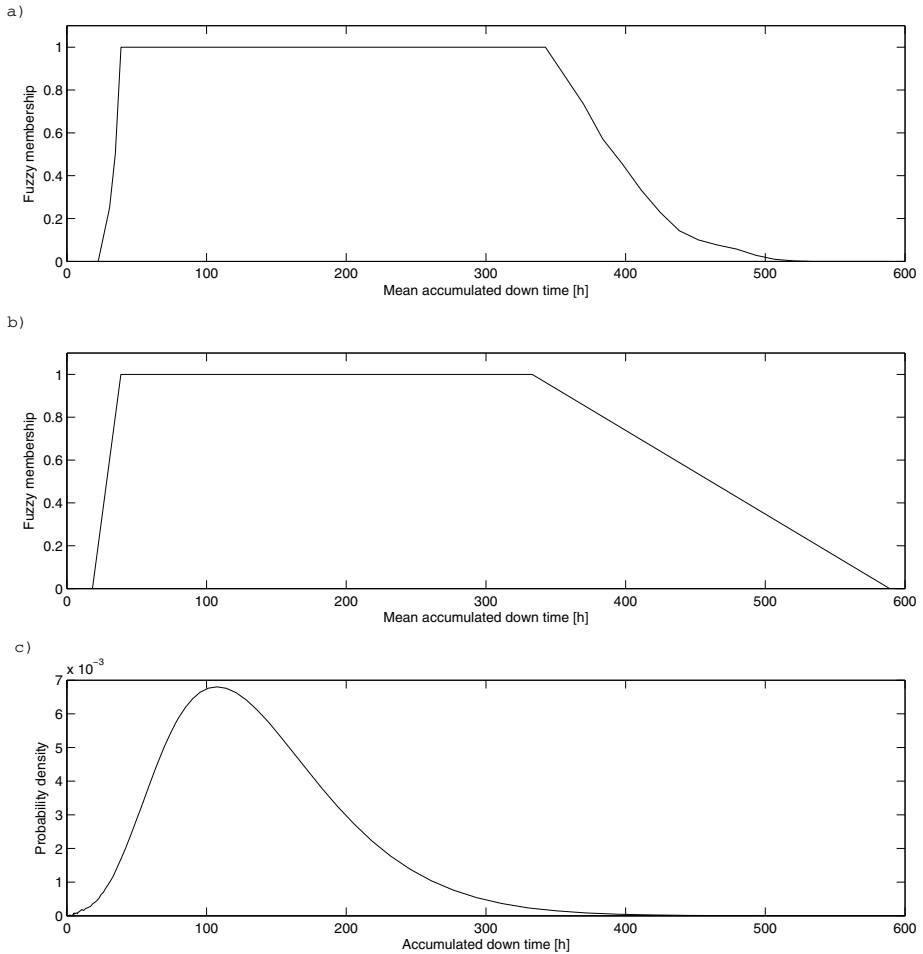 a)
1
0.8
0.6
0.4
0.2
0
Fuzzy membership
0 100 200 300 400 500 600
Mean accumulated down time [h]
b)
1
0.8
0.6
0.4
0.2
0
Fuzzy membership
0 100 200 300 400 500 600
Mean accumulated down time [h]
c)
x 10⁻³
7
6
5
4
3
2
1
0
Probability density
0 100 200 300 400 500 600
Accumulated down time [h]